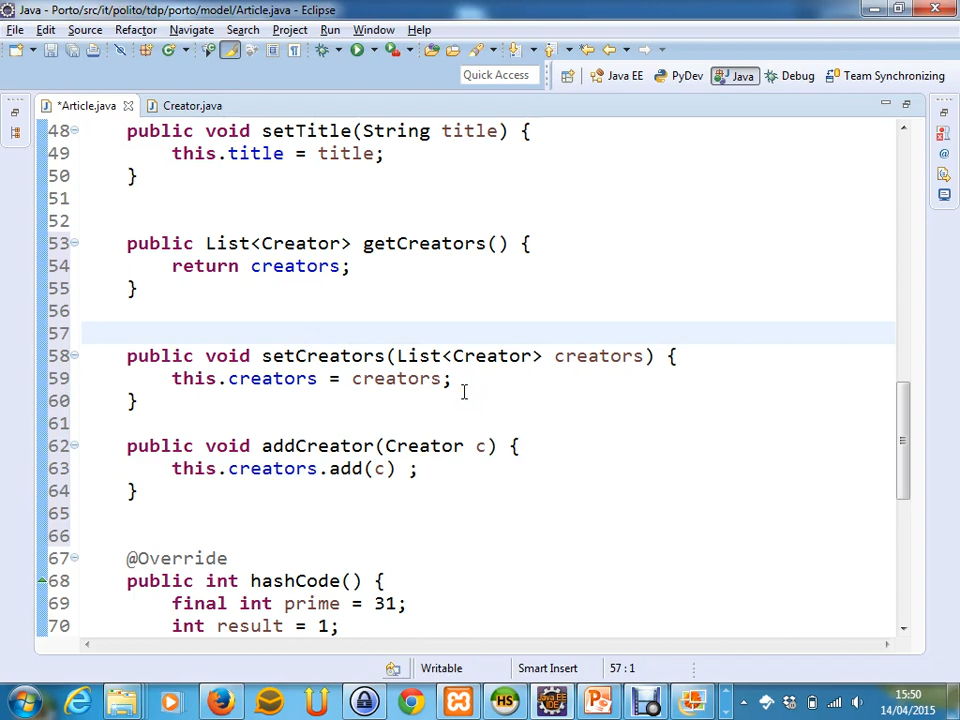 Java - Porto/src/it/polito/tdp/porto/model/Article.java - Eclipse
File Edit Source Refactor Navigate Search Project Run Window Help
Quick Access Java EE PyDev Java Debug Team Synchronizing
*Article.java Creator.java
48 public void setTitle(String title) {
49 this.title = title;
50 }
51
52
53 public List<Creator> getCreators() {
54 return creators;
55 }
56
57
58 public void setCreators(List<Creator> creators) {
59 this.creators = creators;
60 }
61
62 public void addCreator(Creator c) {
63 this.creators.add(c) ;
64 }
65
66
67 @Override
68 public int hashCode() {
69 final int prime = 31;
70 int result = 1;
Writable Smart Insert 57 : 1
HS
Java EE
IDE
15:50
14/04/2015